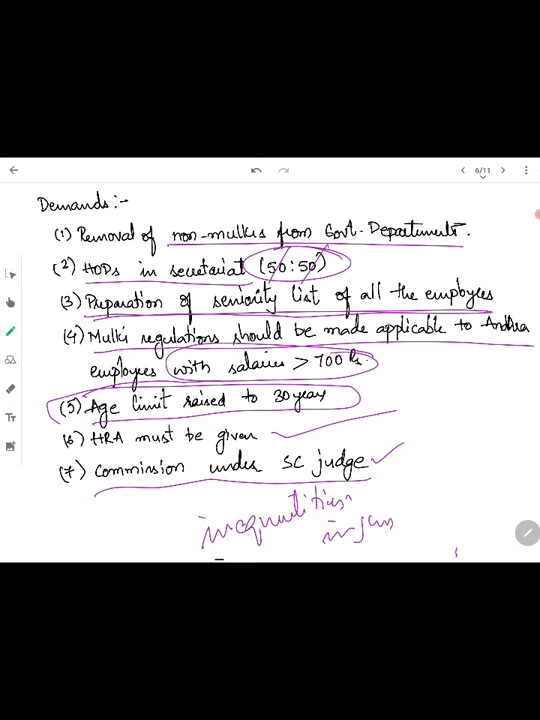 6/11
Demands:-
(1) Removal of non-mulkis from Govt. Departments.
(2) HODs in secretariat (50:50)
(3) Preparation of seniority list of all the employees
(4) Mulki regulations should be made applicable to Andhra
employees with salaries > 700 Rs.
(5) Age limit raised to 30 years
(6) HRA must be given
(7) Commission under SC judge
inequalities
Tт